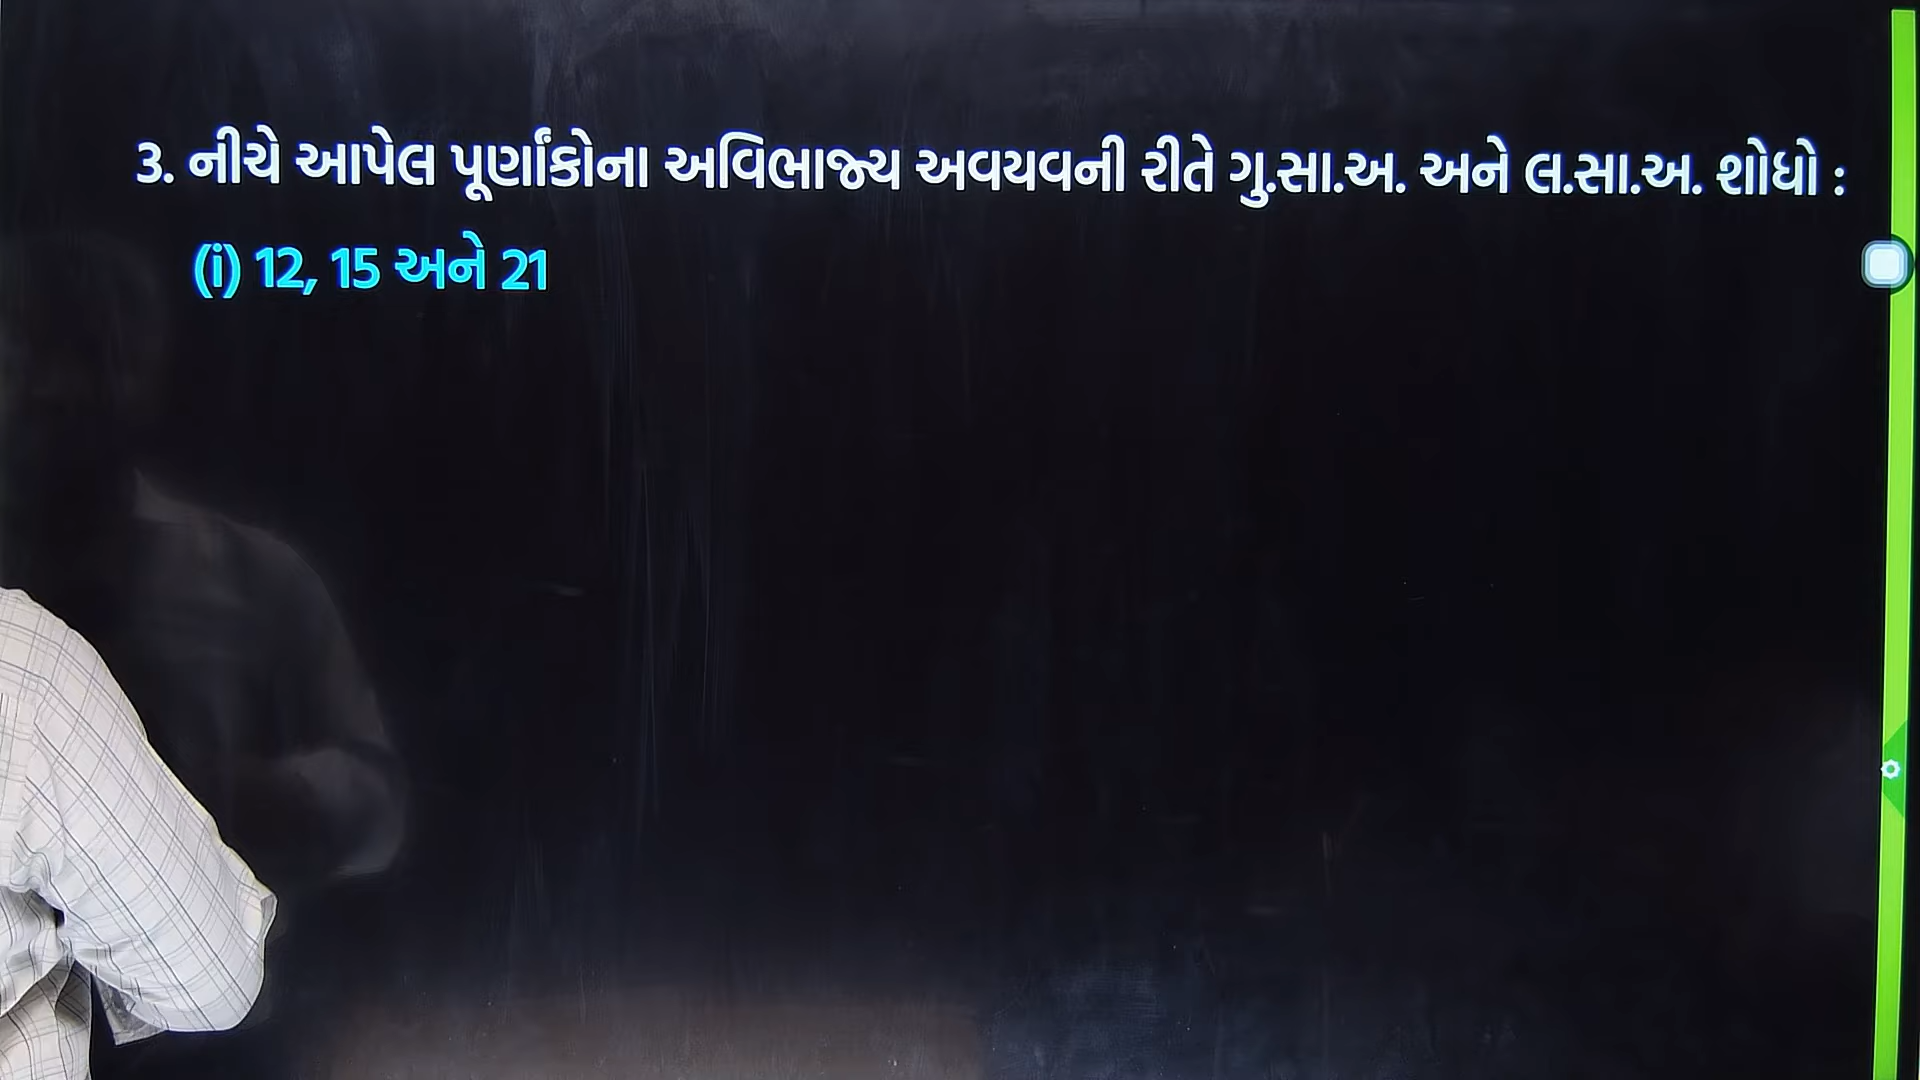 3. નીચે આપેલ પૂર્ણાંકોના અવિભાજ્ય અવયવની રીતે ગુ.સા.અ. અને લ.સા.અ. શોધો :
(i) 12, 15 અને 21